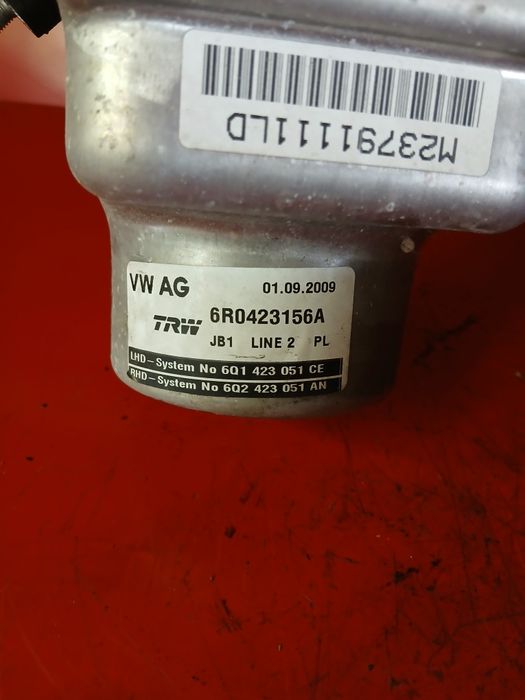 M237911111LD
VW AG 01.09.2009
TRW 6R0423156A
JB1 LINE 2 PL
LHD-System No 6Q1 423 051 CE
RHD-System No 6Q2 423 051 AN